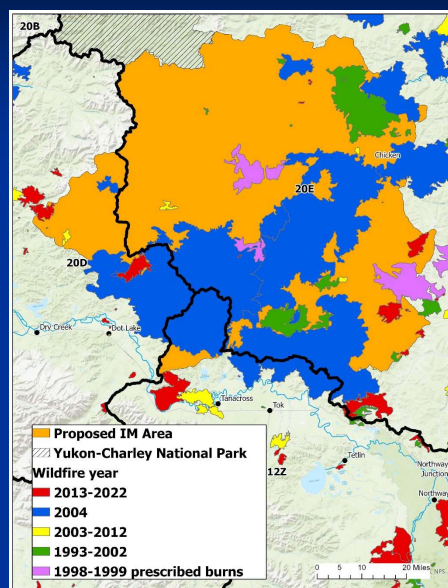 20B
Chicken
20E
20D
Dry Creek
Dot Lake
Tanacross
Tok
Tetlin
12Z
Northway
Junction
Northway
Proposed IM Area
Yukon-Charley National Park
Wildfire year
2013-2022
2004
2003-2012
1993-2002
1998-1999 prescribed burns
0 5 10 20 Miles
NPS